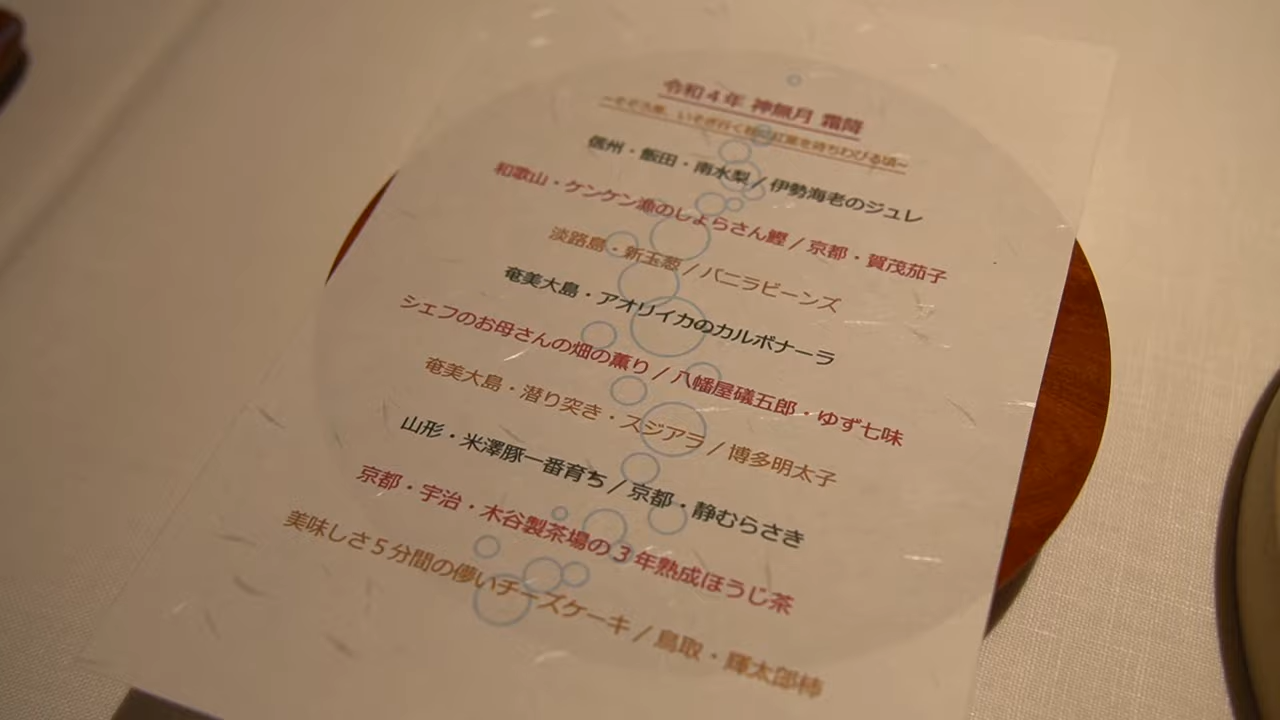 令和4年 神無月 霜降
信州・飯田・南水梨 / 伊勢海老のジュレ
和歌山・ケンケン漁のしょらさん鰹 / 京都・賀茂茄子
淡路島・新玉葱 / バニラビーンズ
奄美大島・アオリイカのカルボナーラ
シェフのお母さんの畑の薫り / 八幡屋礒五郎・ゆず七味
奄美大島・潜り突き・スジアラ / 博多明太子
山形・米澤豚一番育ち / 京都・静むらさき
京都・宇治・木谷製茶場の3年熟成ほうじ茶
美味しさ5分間の儚いチーズケーキ / 鳥取・輝太郎柿